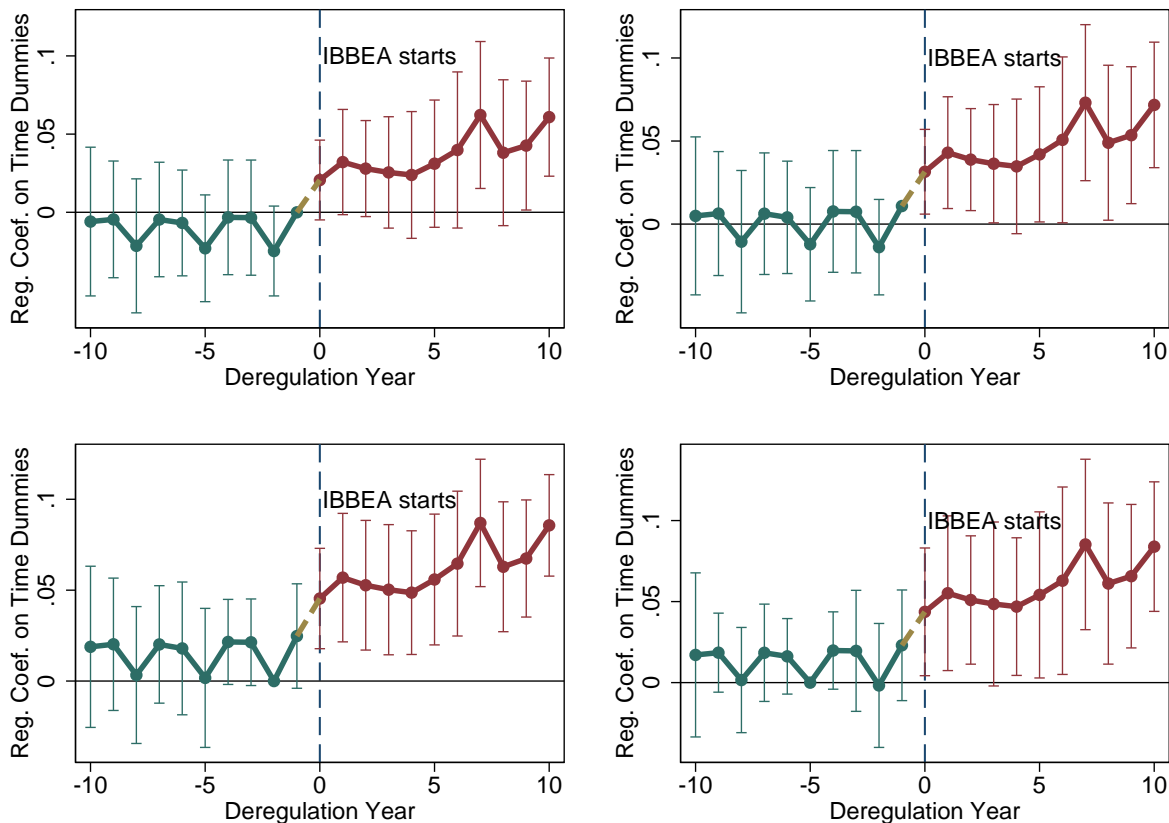 Reg. Coef. on Time Dummies
.1
.05
0
IBBEA starts
-10
-5
0
5
10
Deregulation Year
Reg. Coef. on Time Dummies
.1
.05
0
IBBEA starts
-10
-5
0
5
10
Deregulation Year
Reg. Coef. on Time Dummies
.1
.05
0
IBBEA starts
-10
-5
0
5
10
Deregulation Year
Reg. Coef. on Time Dummies
.1
.05
0
IBBEA starts
-10
-5
0
5
10
Deregulation Year